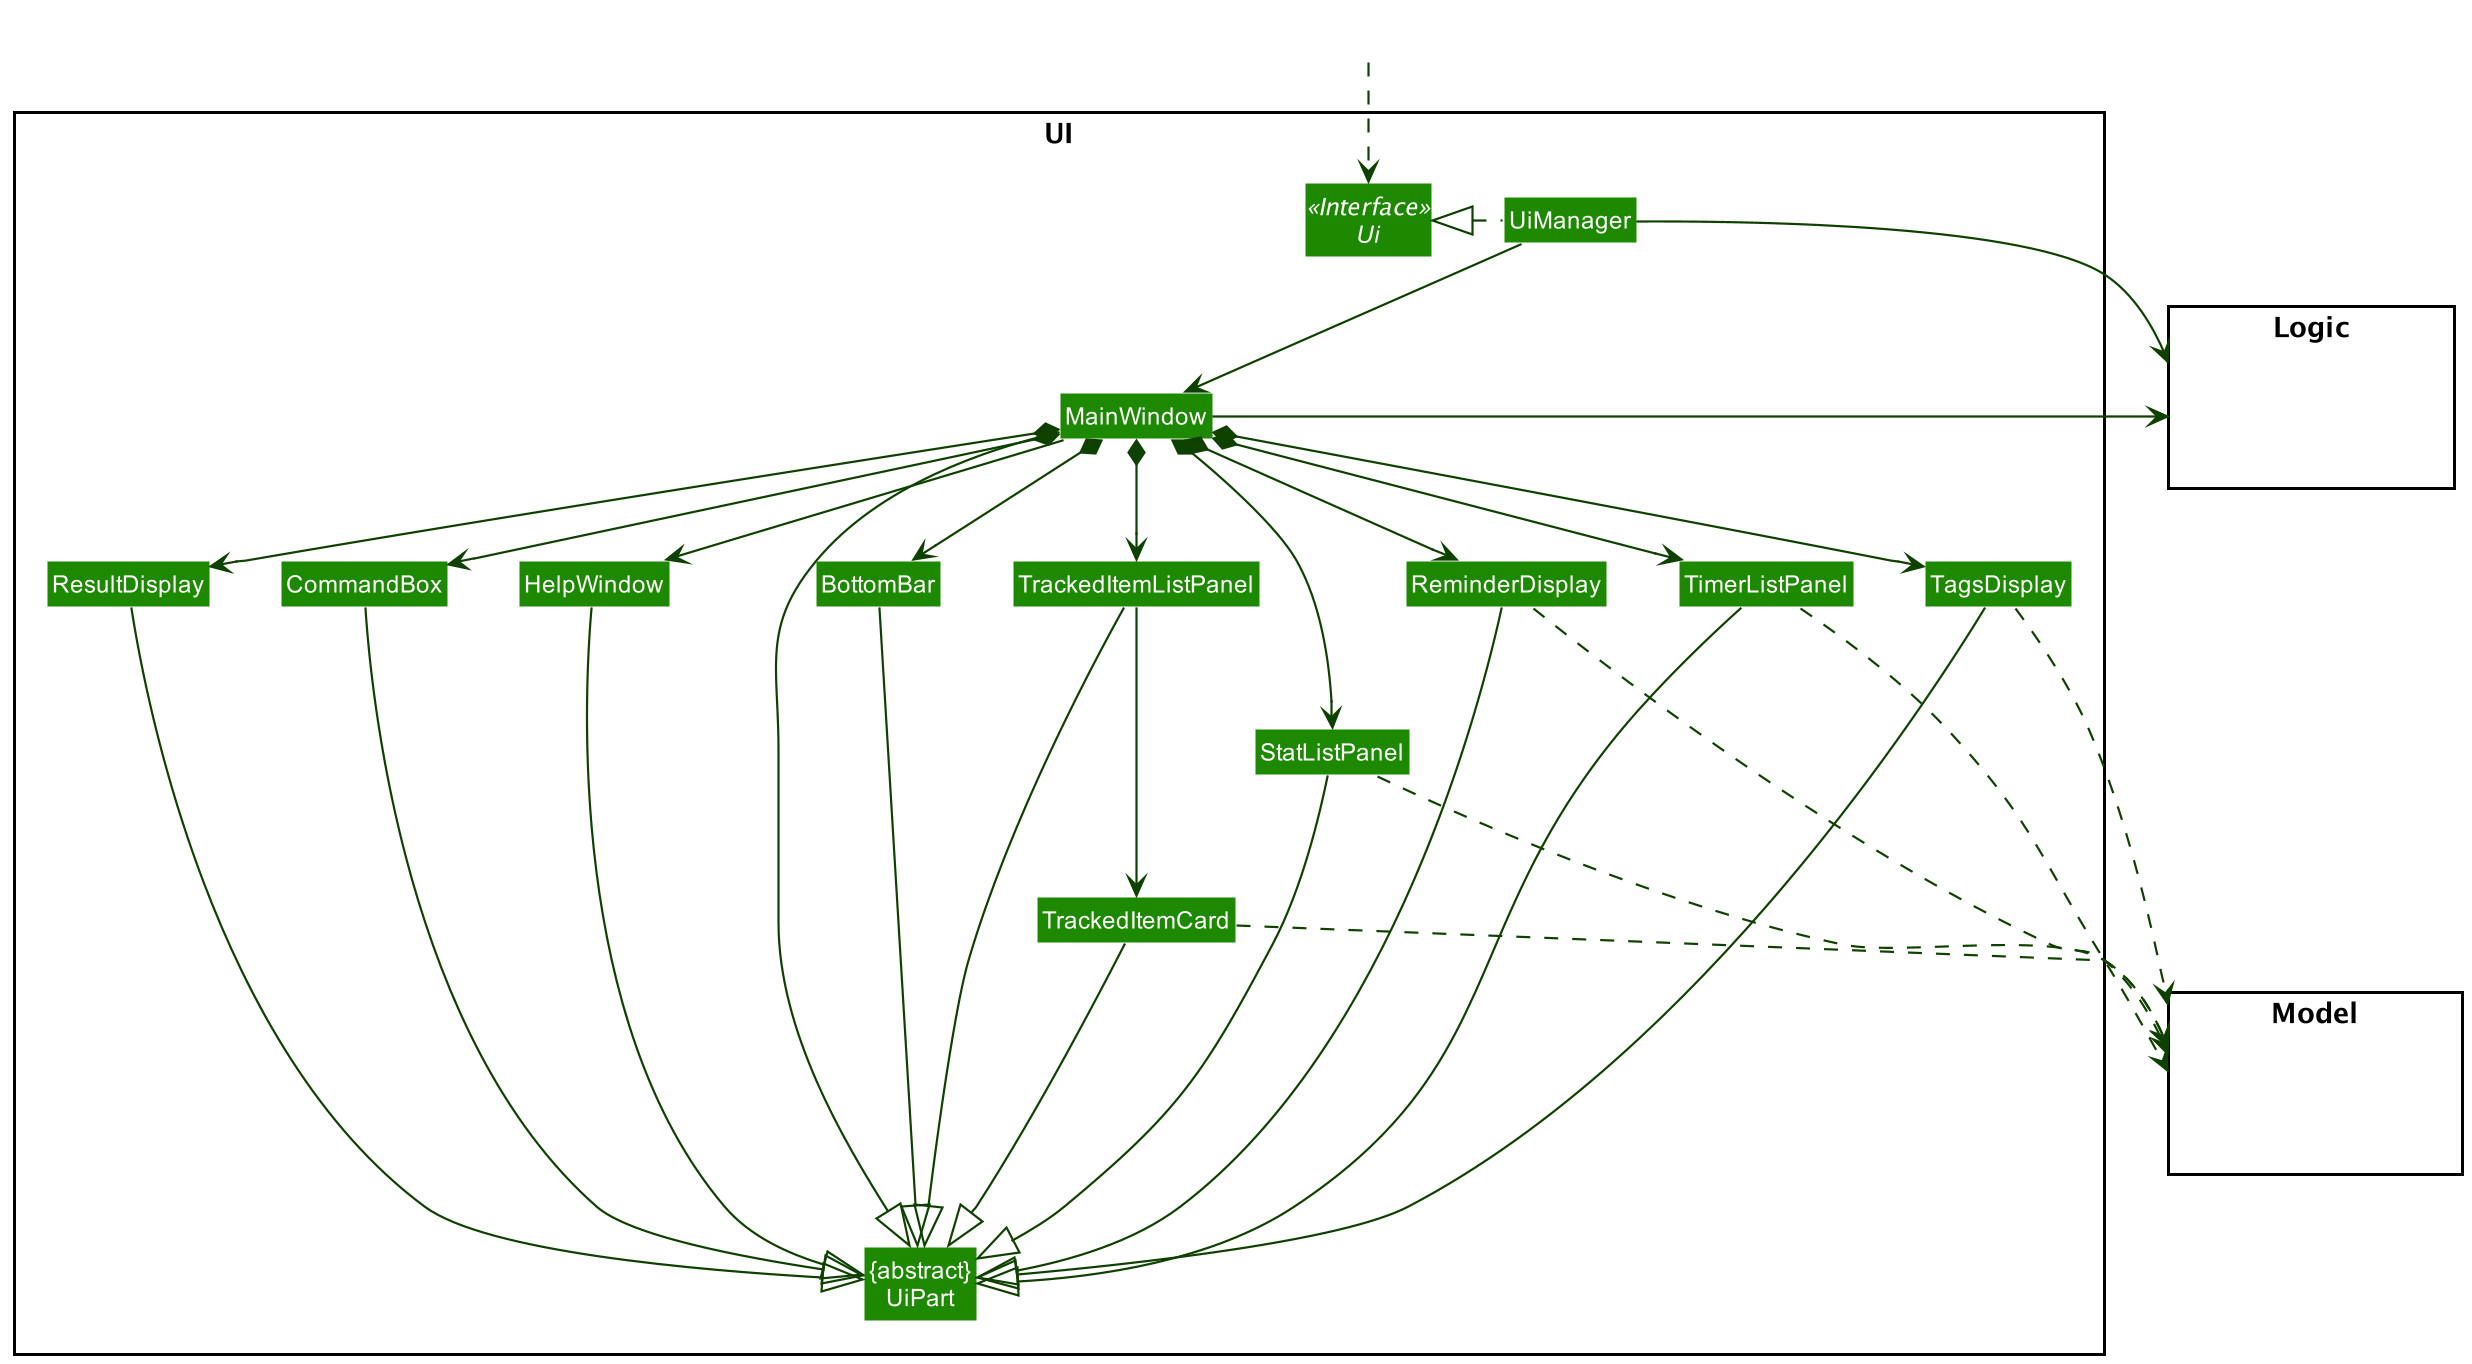 UI
«Interface»
Ui
UiManager
Logic
MainWindow
ResultDisplay
CommandBox
HelpWindow
BottomBar
TrackedItemListPanel
ReminderDisplay
TimerListPanel
TagsDisplay
StatListPanel
TrackedItemCard
Model
{abstract}
UiPart